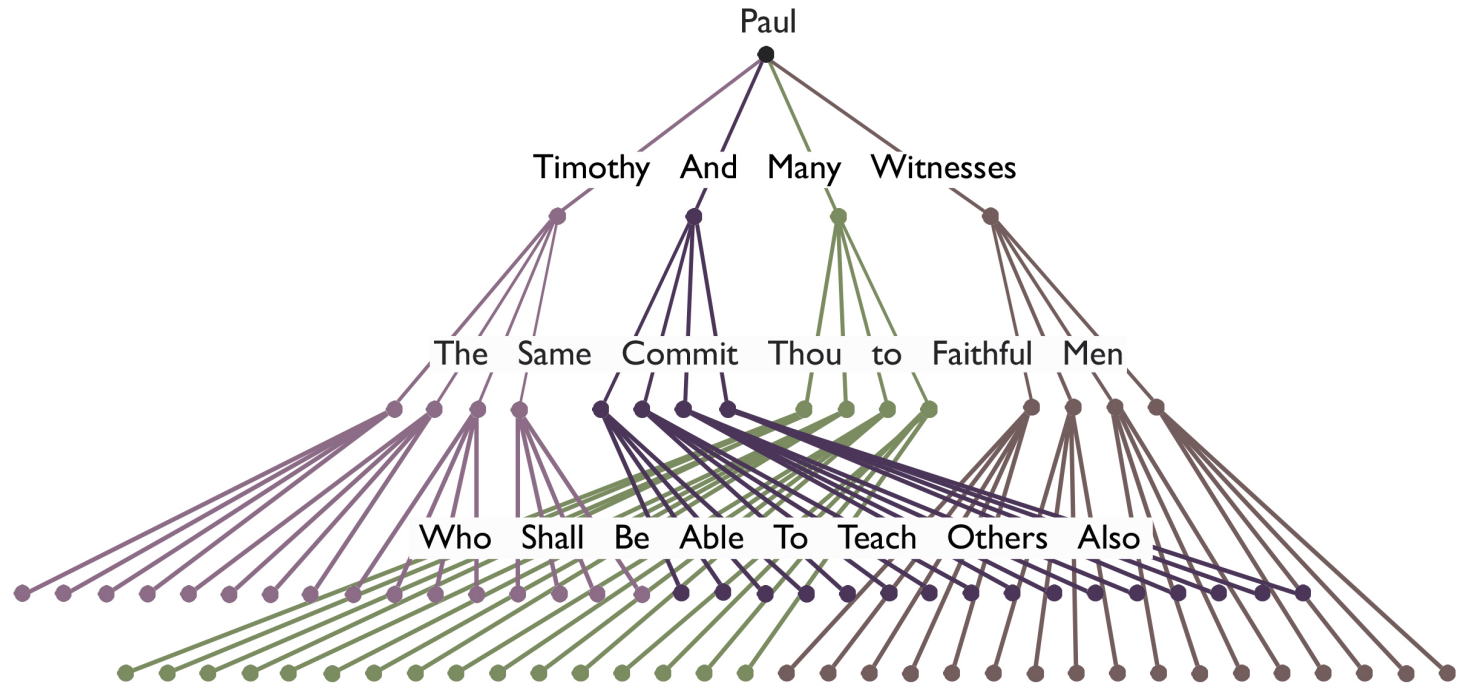 Paul
Timothy And Many Witnesses
The Same Commit Thou to Faithful Men
Who Shall Be Able To Teach Others Also